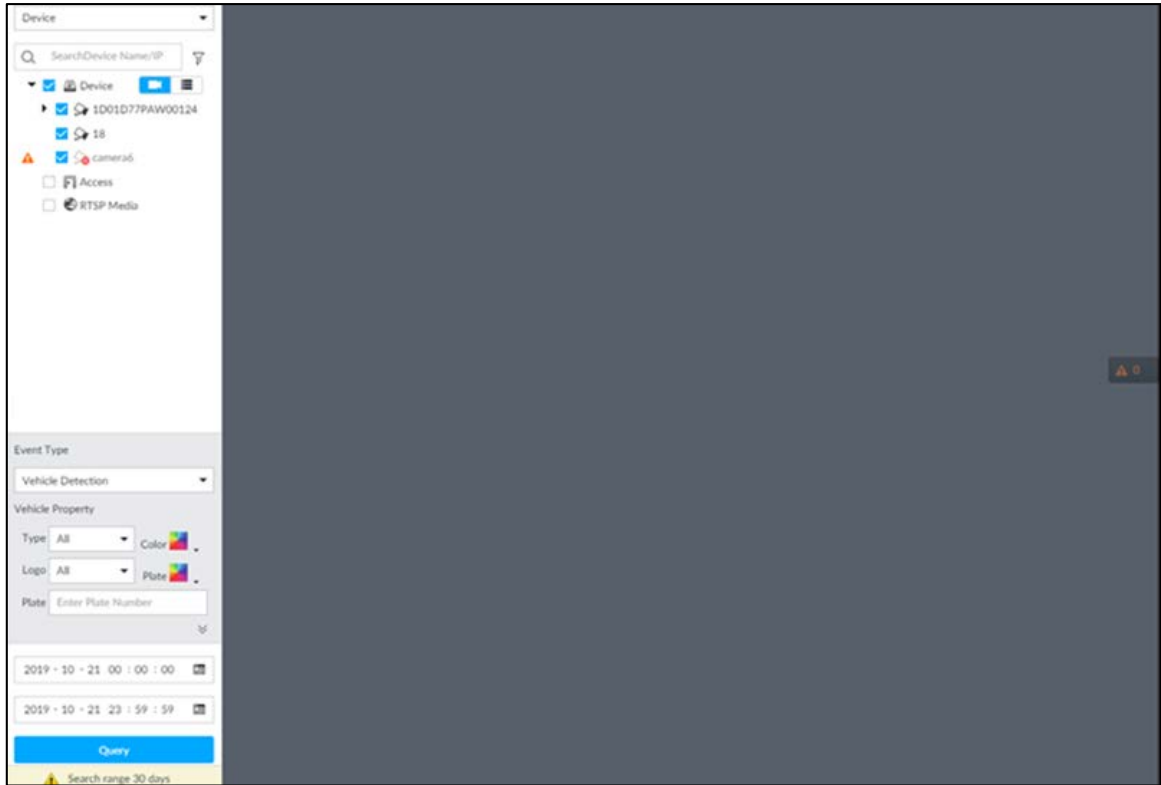 Device
SearchDevice Name/IP
Device
1D01D77PAW00124
18
camera6
Access
RTSP Media
0
Event Type
Vehicle Detection
Vehicle Property
Type All Color
Logo All Plate
Plate Enter Plate Number
2019 - 10 - 21 00 : 00 : 00
2019 - 10 - 21 23 : 59 : 59
Query
Search range 30 days